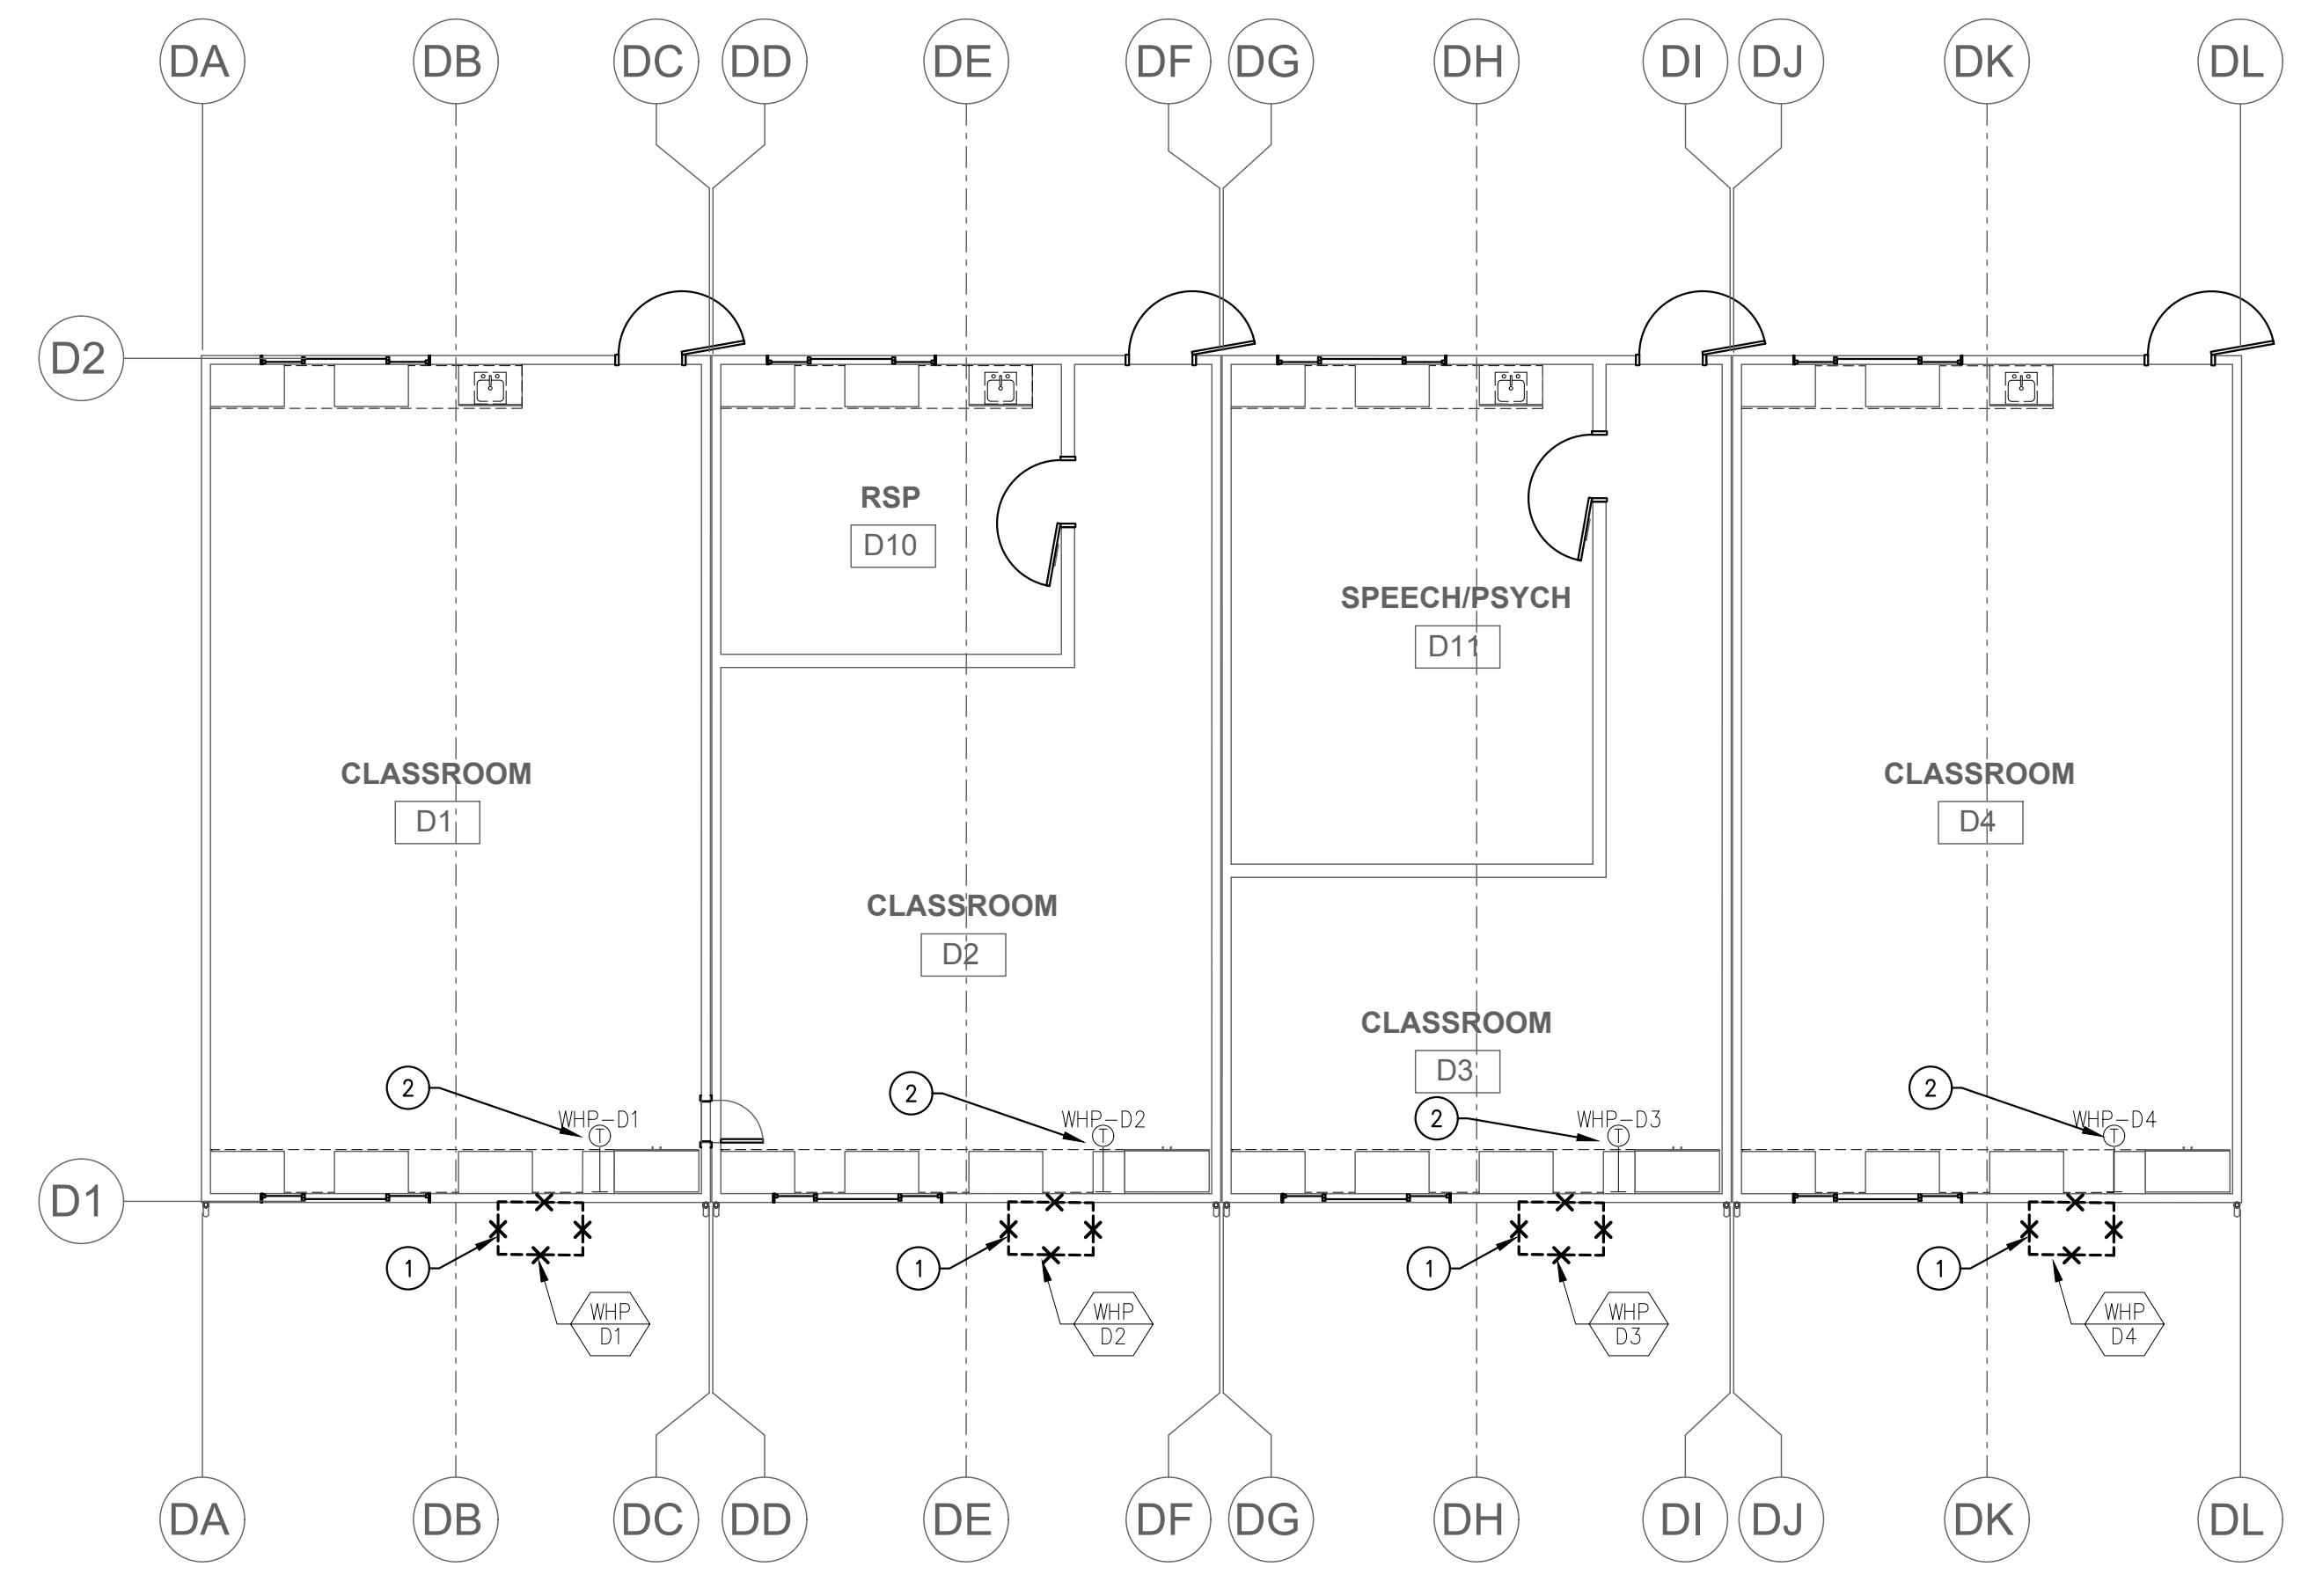 DA DB DC DD DE DF DG DH DI DJ DK DL
D2
RSP
D10
SPEECH/PSYCH
D11
CLASSROOM
D1
CLASSROOM
D4
CLASSROOM
D2
CLASSROOM
D3
2 2 2 2
WHP-D1 WHP-D2 WHP-D3 WHP-D4
T T T T
D1
1 1 1 1
WHP WHP WHP WHP
D1 D2 D3 D4
DA DB DC DD DE DF DG DH DI DJ DK DL